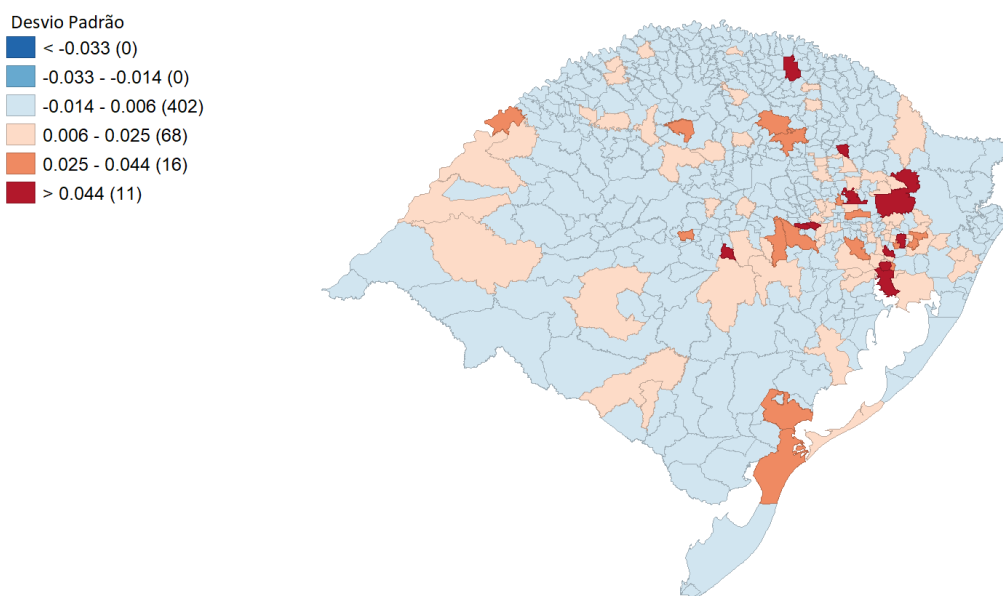 Desvio Padrão
< -0.033 (0)
-0.033 - -0.014 (0)
-0.014 - 0.006 (402)
0.006 - 0.025 (68)
0.025 - 0.044 (16)
> 0.044 (11)